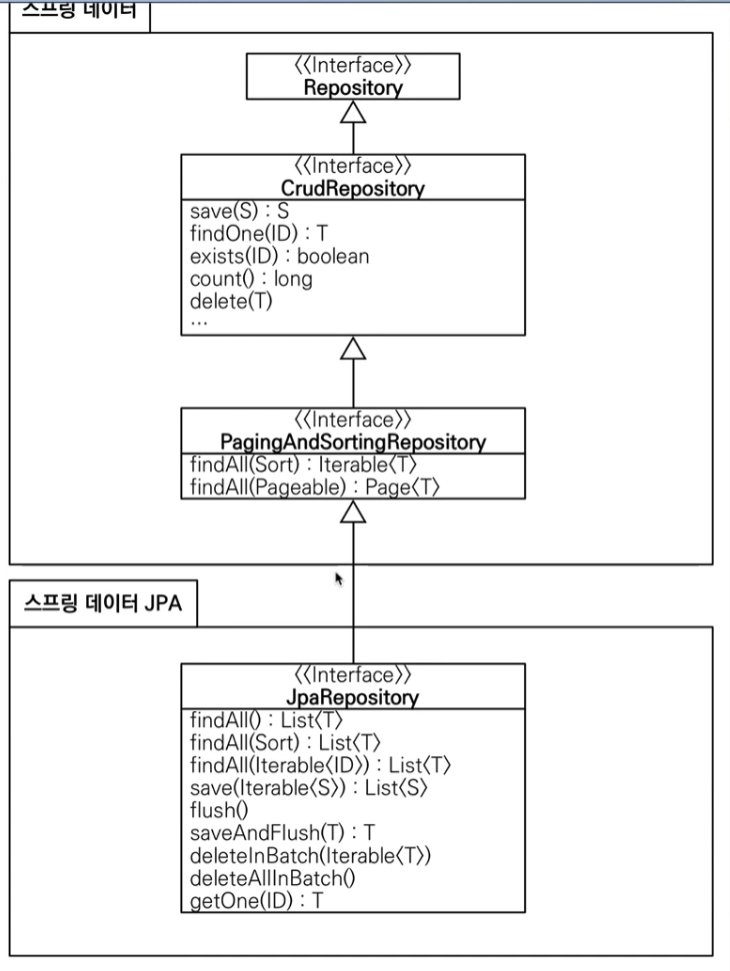 스프링 데이터
《Interface》
Repository
《Interface》
CrudRepository
save(S) : S
findOne(ID) : T
exists(ID) : boolean
count() : long
delete(T)
...
《Interface》
PagingAndSortingRepository
findAll(Sort) : Iterable〈T〉
findAll(Pageable) : Page〈T〉
스프링 데이터 JPA
《Interface》
JpaRepository
findAll() : List〈T〉
findAll(Sort) : List〈T〉
findAll(Iterable〈ID〉) : List〈T〉
save(Iterable〈S〉) : List〈S〉
flush()
saveAndFlush(T) : T
deleteInBatch(Iterable〈T〉)
deleteAllInBatch()
getOne(ID) : T